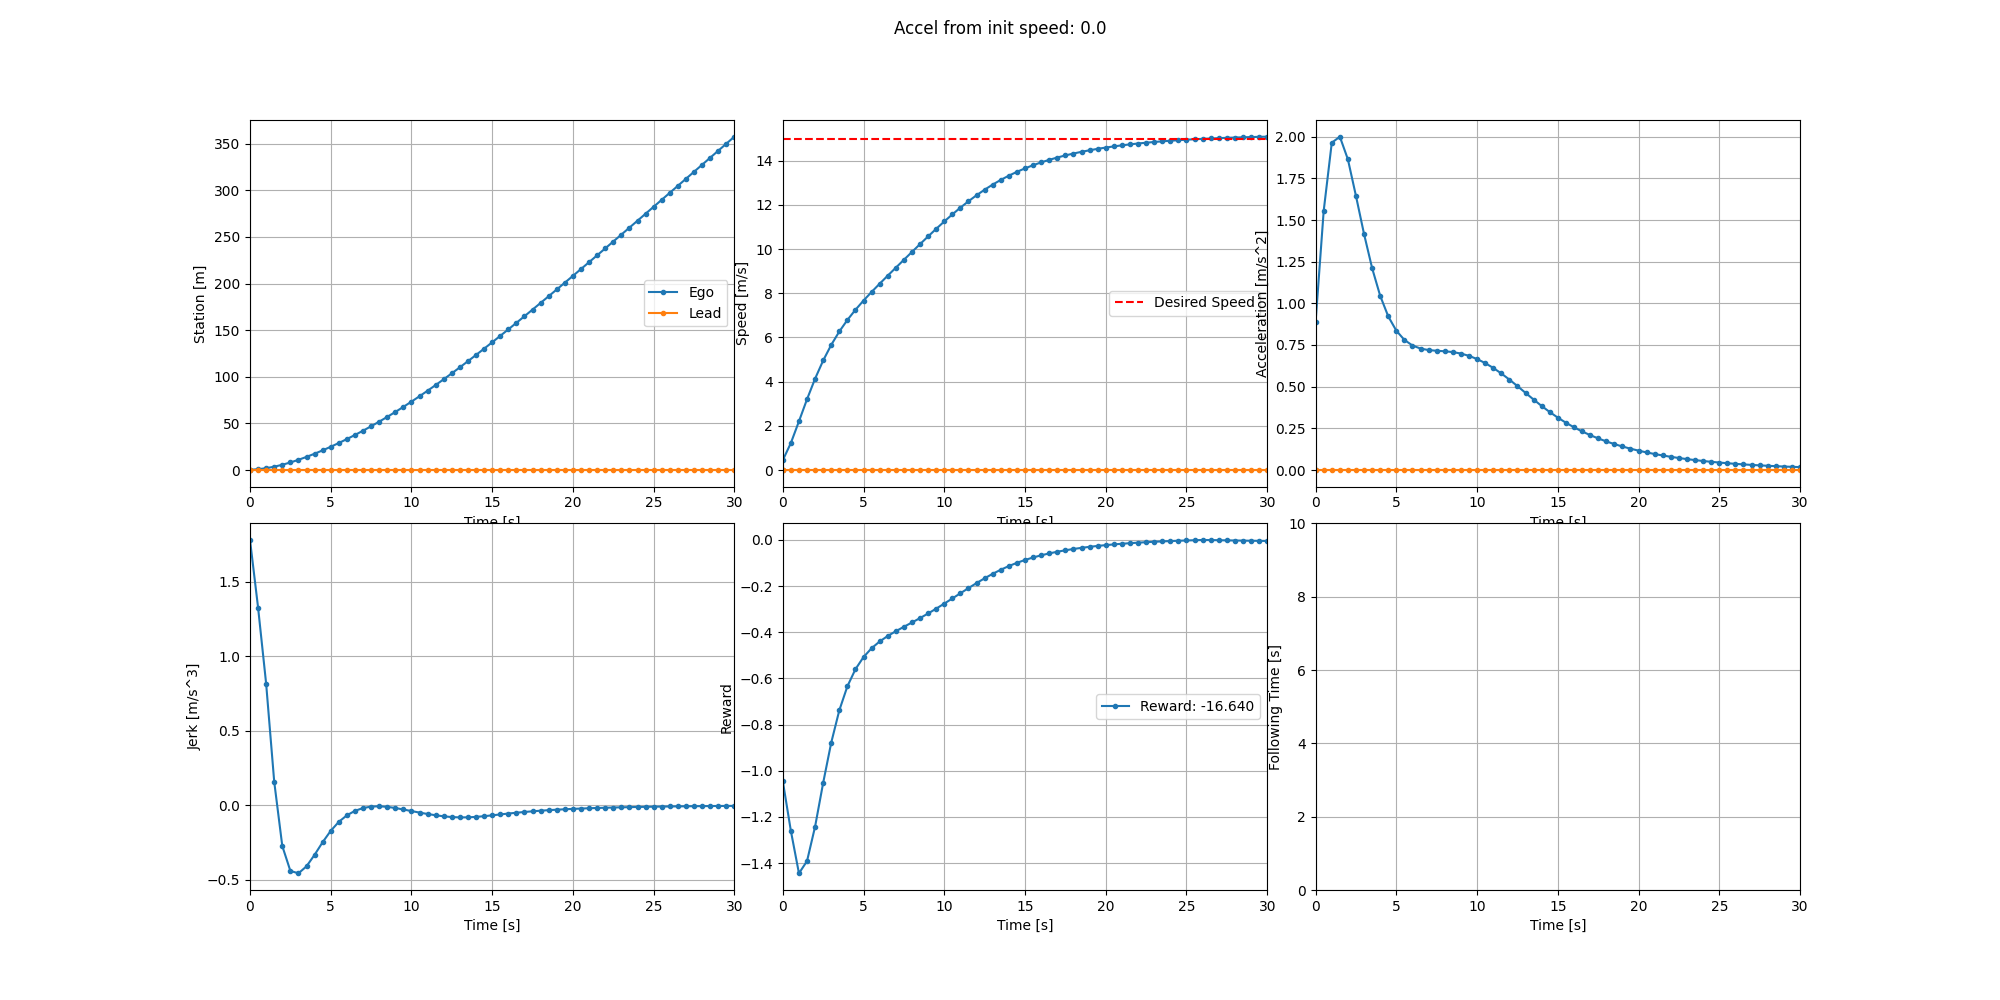 Accel from init speed: 0.0
Station [m]
350
300
250
200
150
100
50
0
Ego
Lead
0 5 10 15 20 25 30
Time [s]
Speed [m/s]
14
12
10
8
6
4
2
0
Desired Speed
0 5 10 15 20 25 30
Time [s]
Acceleration [m/s^2]
2.00
1.75
1.50
1.25
1.00
0.75
0.50
0.25
0.00
0 5 10 15 20 25 30
Time [s]
Jerk [m/s^3]
1.5
1.0
0.5
0.0
−0.5
0 5 10 15 20 25 30
Time [s]
Reward
0.0
−0.2
−0.4
−0.6
−0.8
−1.0
−1.2
−1.4
Reward: -16.640
0 5 10 15 20 25 30
Time [s]
Following Time [s]
10
8
6
4
2
0
0 5 10 15 20 25 30
Time [s]